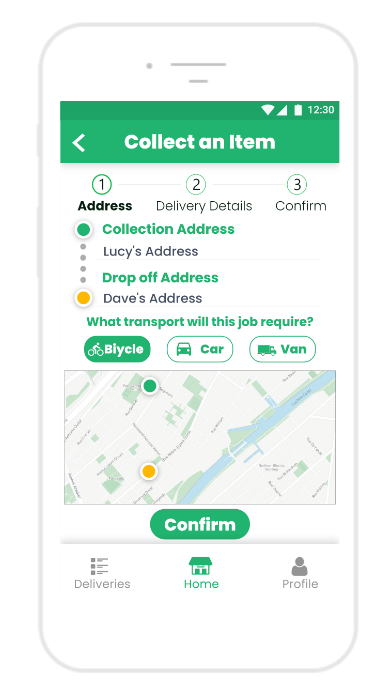 12:30
Collect an Item
1 2 3
Address Delivery Details Confirm
Collection Address
Lucy's Address
Drop off Address
Dave's Address
What transport will this job require?
Biycle Car Van
Confirm
Deliveries Home Profile